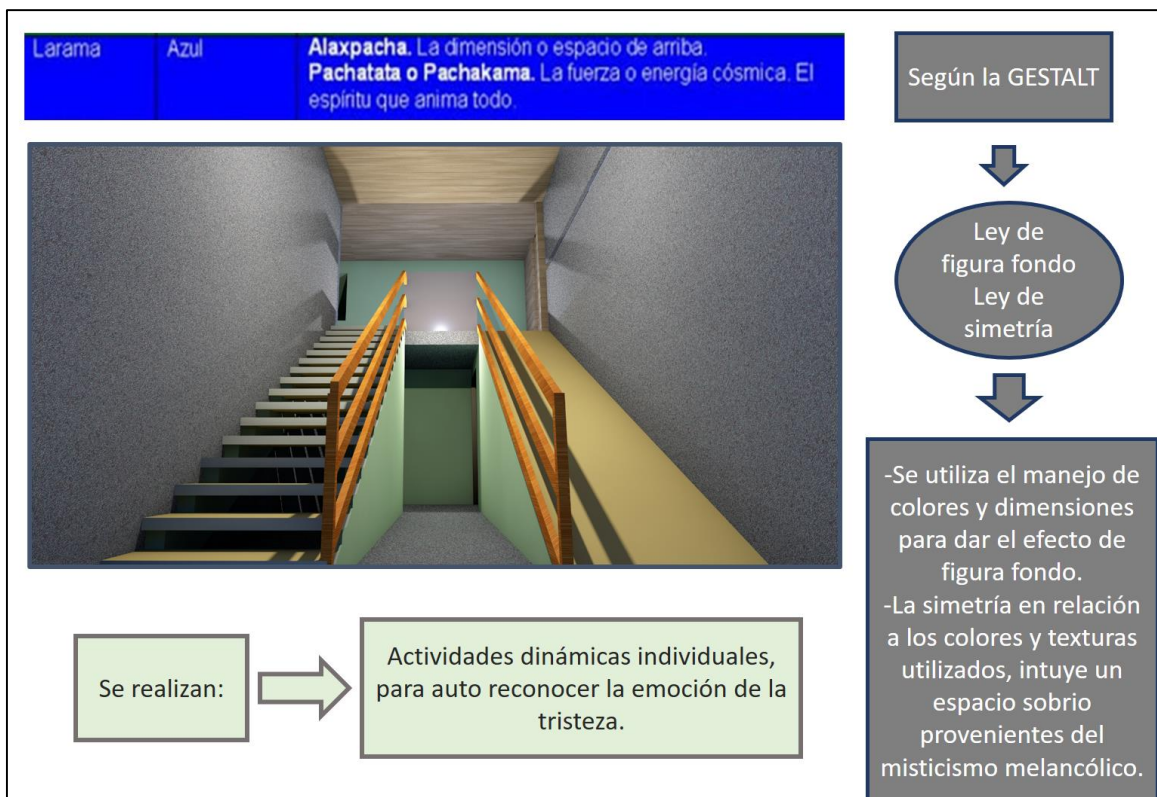 Larama
Azul
Alaxpacha. La dimensión o espacio de arriba.
Pachatata o Pachakama. La fuerza o energía cósmica. El
espíritu que anima todo.
Según la GESTALT
Ley de
figura fondo
Ley de
simetría
-Se utiliza el manejo de
colores y dimensiones
para dar el efecto de
figura fondo.
-La simetría en relación
a los colores y texturas
utilizados, intuye un
espacio sobrio
provenientes del
misticismo melancólico.
Se realizan:
Actividades dinámicas individuales,
para auto reconocer la emoción de la
tristeza.